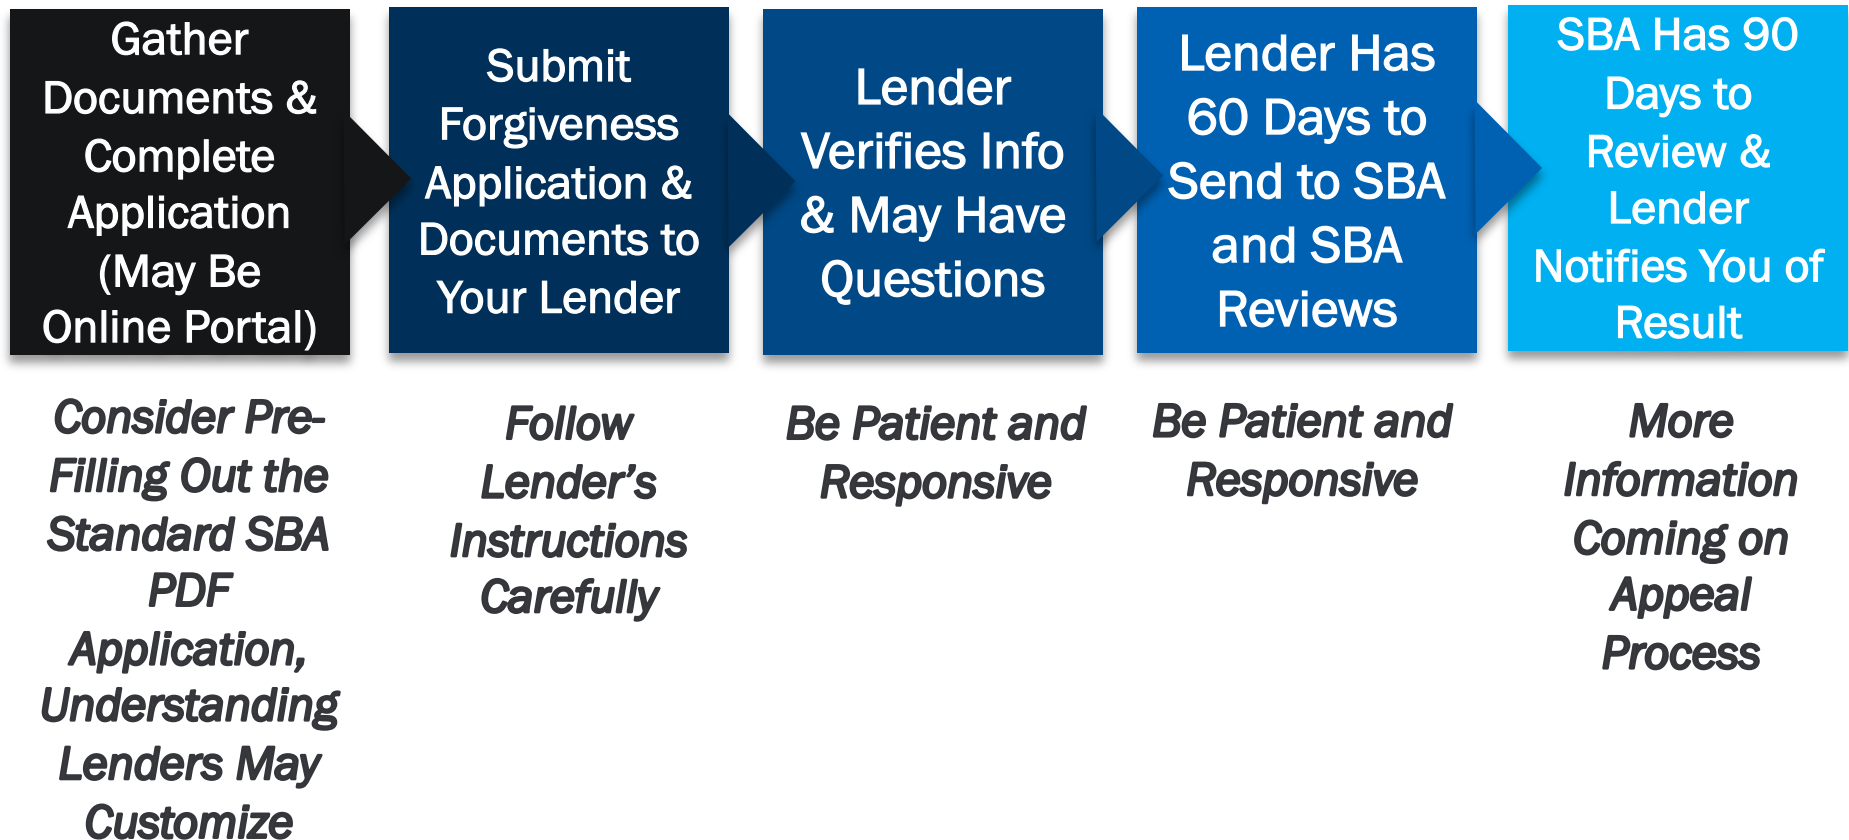 Gather
Documents &
Complete
Application
(May Be
Online Portal)
Submit
Forgiveness
Application &
Documents to
Your Lender
Lender
Verifies Info
& May Have
Questions
Lender Has
60 Days to
Send to SBA
and SBA
Reviews
SBA Has 90
Days to
Review &
Lender
Notifies You of
Result
Consider Pre-
Filling Out the
Standard SBA
PDF
Application,
Understanding
Lenders May
Customize
Follow
Lender’s
Instructions
Carefully
Be Patient and
Responsive
Be Patient and
Responsive
More
Information
Coming on
Appeal
Process